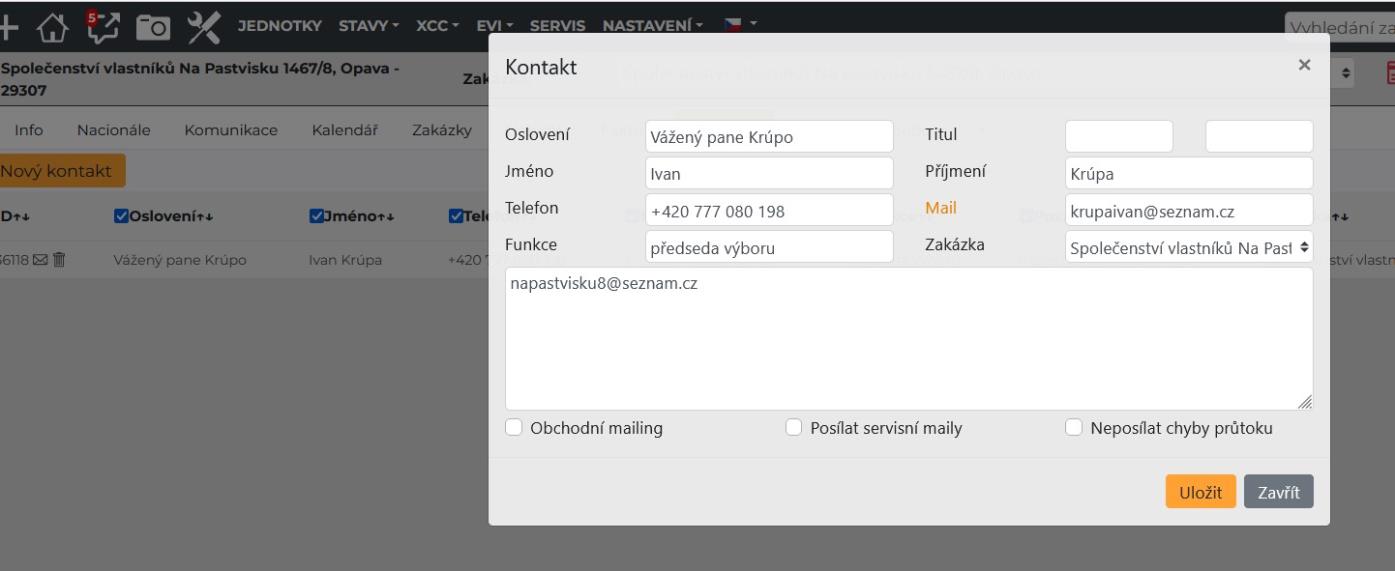 5
JEDNOTKY STAVY XCC EVI SERVIS NASTAVENÍ
Vyhledání za
Společenství vlastníků Na Pastvisku 1467/8, Opava -
29307
Zak
Info Nacionále Komunikace Kalendář Zakázky
Nový kontakt
D↑↓ Oslovení↑↓ Jméno↑↓ Tele
36118 Vážený pane Krúpo Ivan Krúpa +420 7
ství vlastn
Kontakt ×
Oslovení Vážený pane Krúpo Titul
Jméno Ivan Příjmení Krúpa
Telefon +420 777 080 198 Mail krupaivan@seznam.cz
Funkce předseda výboru Zakázka Společenství vlastníků Na Past
napastvisku8@seznam.cz
Obchodní mailing Posílat servisní maily Neposílat chyby průtoku
Uložit Zavřít